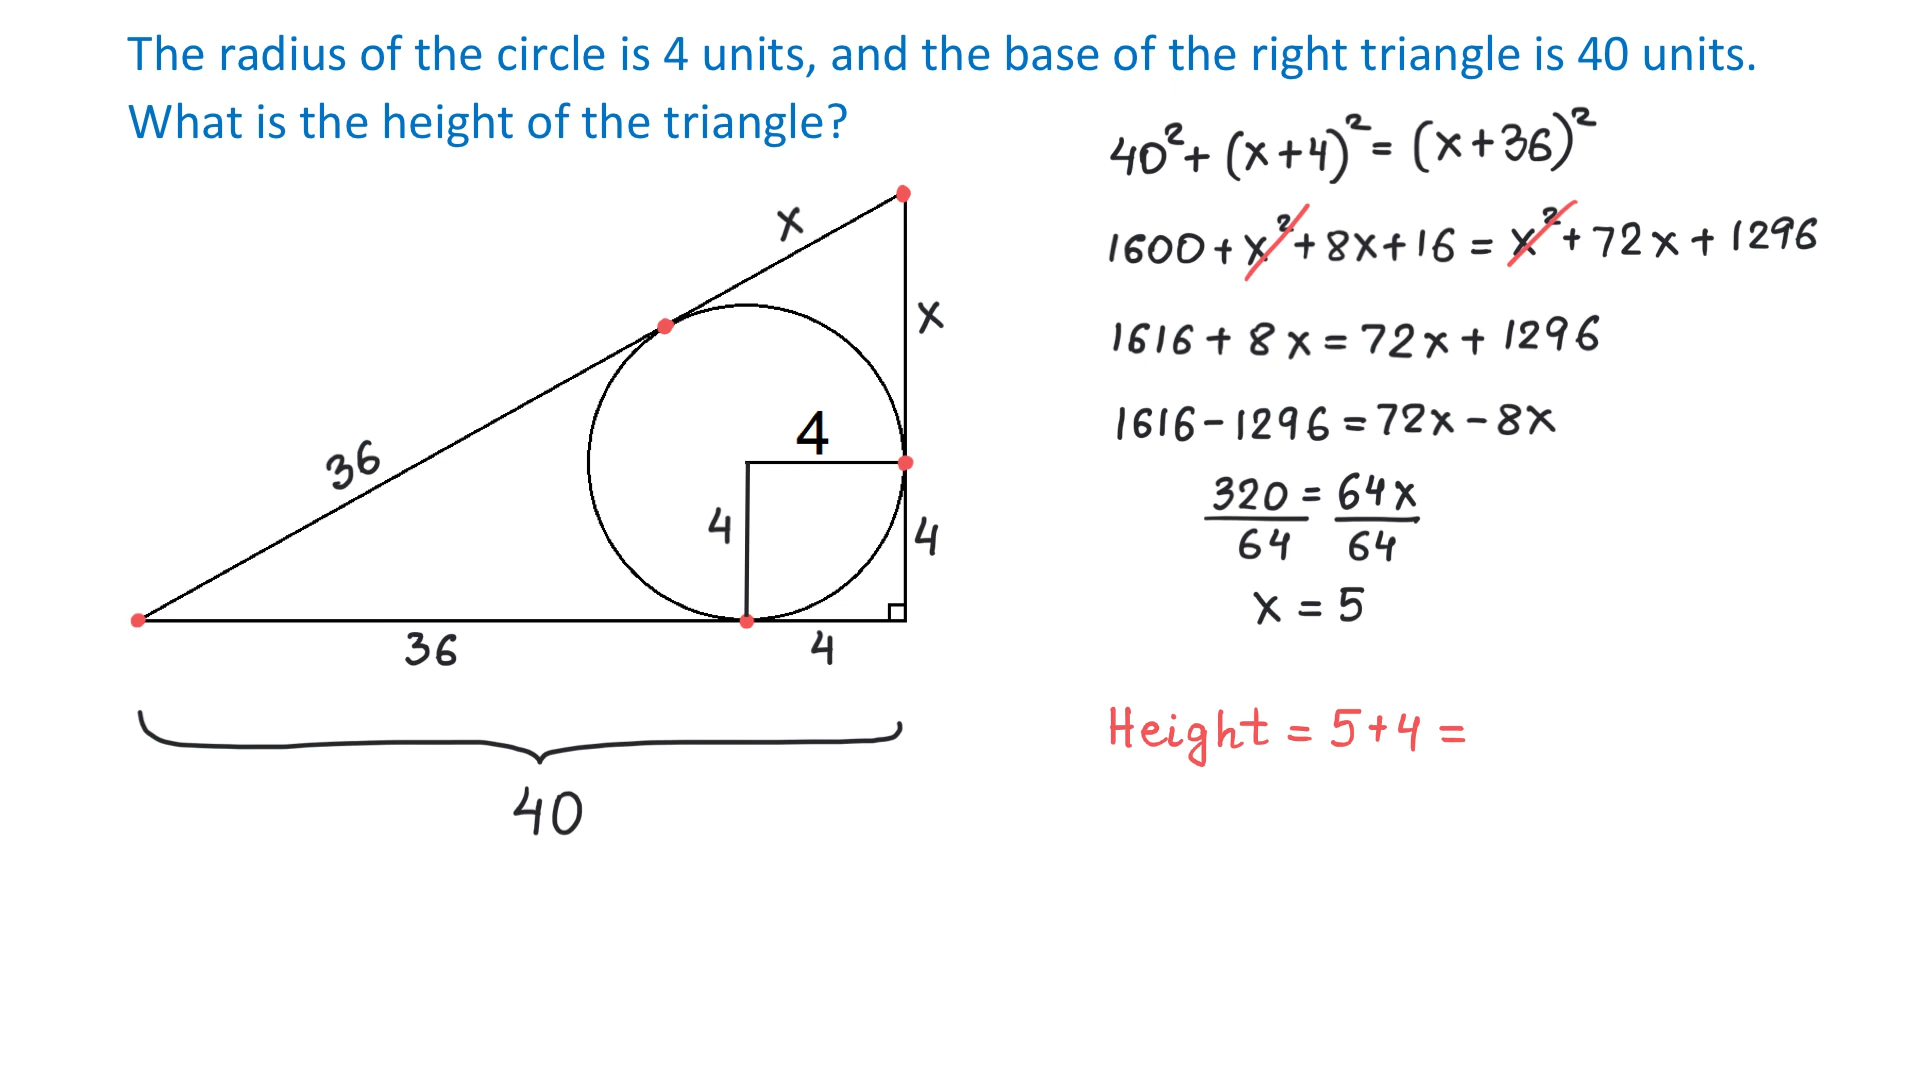 The radius of the circle is 4 units, and the base of the right triangle is 40 units.
What is the height of the triangle?
40² + (x+4)² = (x+36)²
1600 + x² + 8x + 16 = x² + 72x + 1296
1616 + 8x = 72x + 1296
1616 - 1296 = 72x - 8x
320 = 64x
64 64
x = 5
Height = 5+4 =
x
x
36
4
4
4
36
4
40